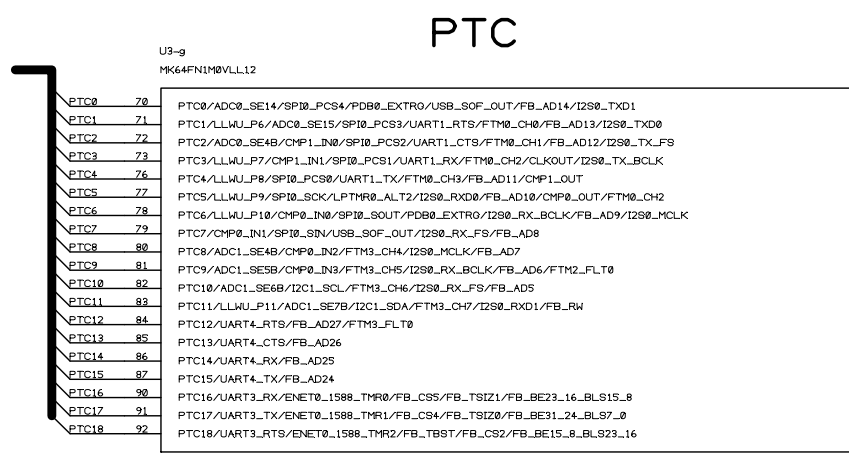 PTC
U3-g
MK64FN1M0VLL12
PTC0 70 PTC0/ADC0_SE14/SPI0_PCS4/PDB0_EXTRG/USB_SOF_OUT/FB_AD14/I2S0_TXD1
PTC1 71 PTC1/LLWU_P6/ADC0_SE15/SPI0_PCS3/UART1_RTS/FTM0_CH0/FB_AD13/I2S0_TXD0
PTC2 72 PTC2/ADC0_SE4B/CMP1_IN0/SPI0_PCS2/UART1_CTS/FTM0_CH1/FB_AD12/I2S0_TX_FS
PTC3 73 PTC3/LLWU_P7/CMP1_IN1/SPI0_PCS1/UART1_RX/FTM0_CH2/CLKOUT/I2S0_TX_BCLK
PTC4 76 PTC4/LLWU_P8/SPI0_PCS0/UART1_TX/FTM0_CH3/FB_AD11/CMP1_OUT
PTC5 77 PTC5/LLWU_P9/SPI0_SCK/LPTMR0_ALT2/I2S0_RXD0/FB_AD10/CMP0_OUT/FTM0_CH2
PTC6 78 PTC6/LLWU_P10/CMP0_IN0/SPI0_SOUT/PDB0_EXTRG/I2S0_RX_BCLK/FB_AD9/I2S0_MCLK
PTC7 79 PTC7/CMP0_IN1/SPI0_SIN/USB_SOF_OUT/I2S0_RX_FS/FB_AD8
PTC8 80 PTC8/ADC1_SE4B/CMP0_IN2/FTM3_CH4/I2S0_MCLK/FB_AD7
PTC9 81 PTC9/ADC1_SE5B/CMP0_IN3/FTM3_CH5/I2S0_RX_BCLK/FB_AD6/FTM2_FLT0
PTC10 82 PTC10/ADC1_SE6B/I2C1_SCL/FTM3_CH6/I2S0_RX_FS/FB_AD5
PTC11 83 PTC11/LLWU_P11/ADC1_SE7B/I2C1_SDA/FTM3_CH7/I2S0_RXD1/FB_RW
PTC12 84 PTC12/UART4_RTS/FB_AD27/FTM3_FLT0
PTC13 85 PTC13/UART4_CTS/FB_AD26
PTC14 86 PTC14/UART4_RX/FB_AD25
PTC15 87 PTC15/UART4_TX/FB_AD24
PTC16 90 PTC16/UART3_RX/ENET0_1588_TMR0/FB_CS5/FB_TSIZ1/FB_BE23_16_BLS15_8
PTC17 91 PTC17/UART3_TX/ENET0_1588_TMR1/FB_CS4/FB_TSIZ0/FB_BE31_24_BLS7_0
PTC18 92 PTC18/UART3_RTS/ENET0_1588_TMR2/FB_TBST/FB_CS2/FB_BE15_8_BLS23_16